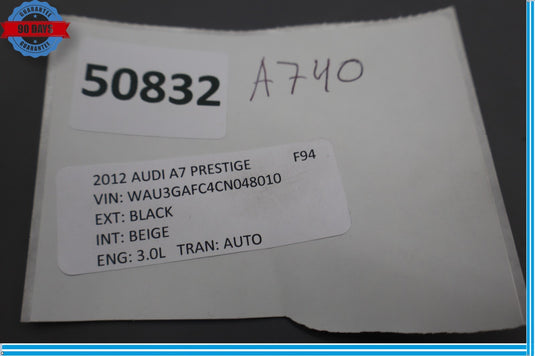 GUARANTEE
90 DAYS
GUARANTEE
50832
A740
2012 AUDI A7 PRESTIGE F94
VIN: WAU3GAFC4CN048010
EXT: BLACK
INT: BEIGE
ENG: 3.0L TRAN: AUTO